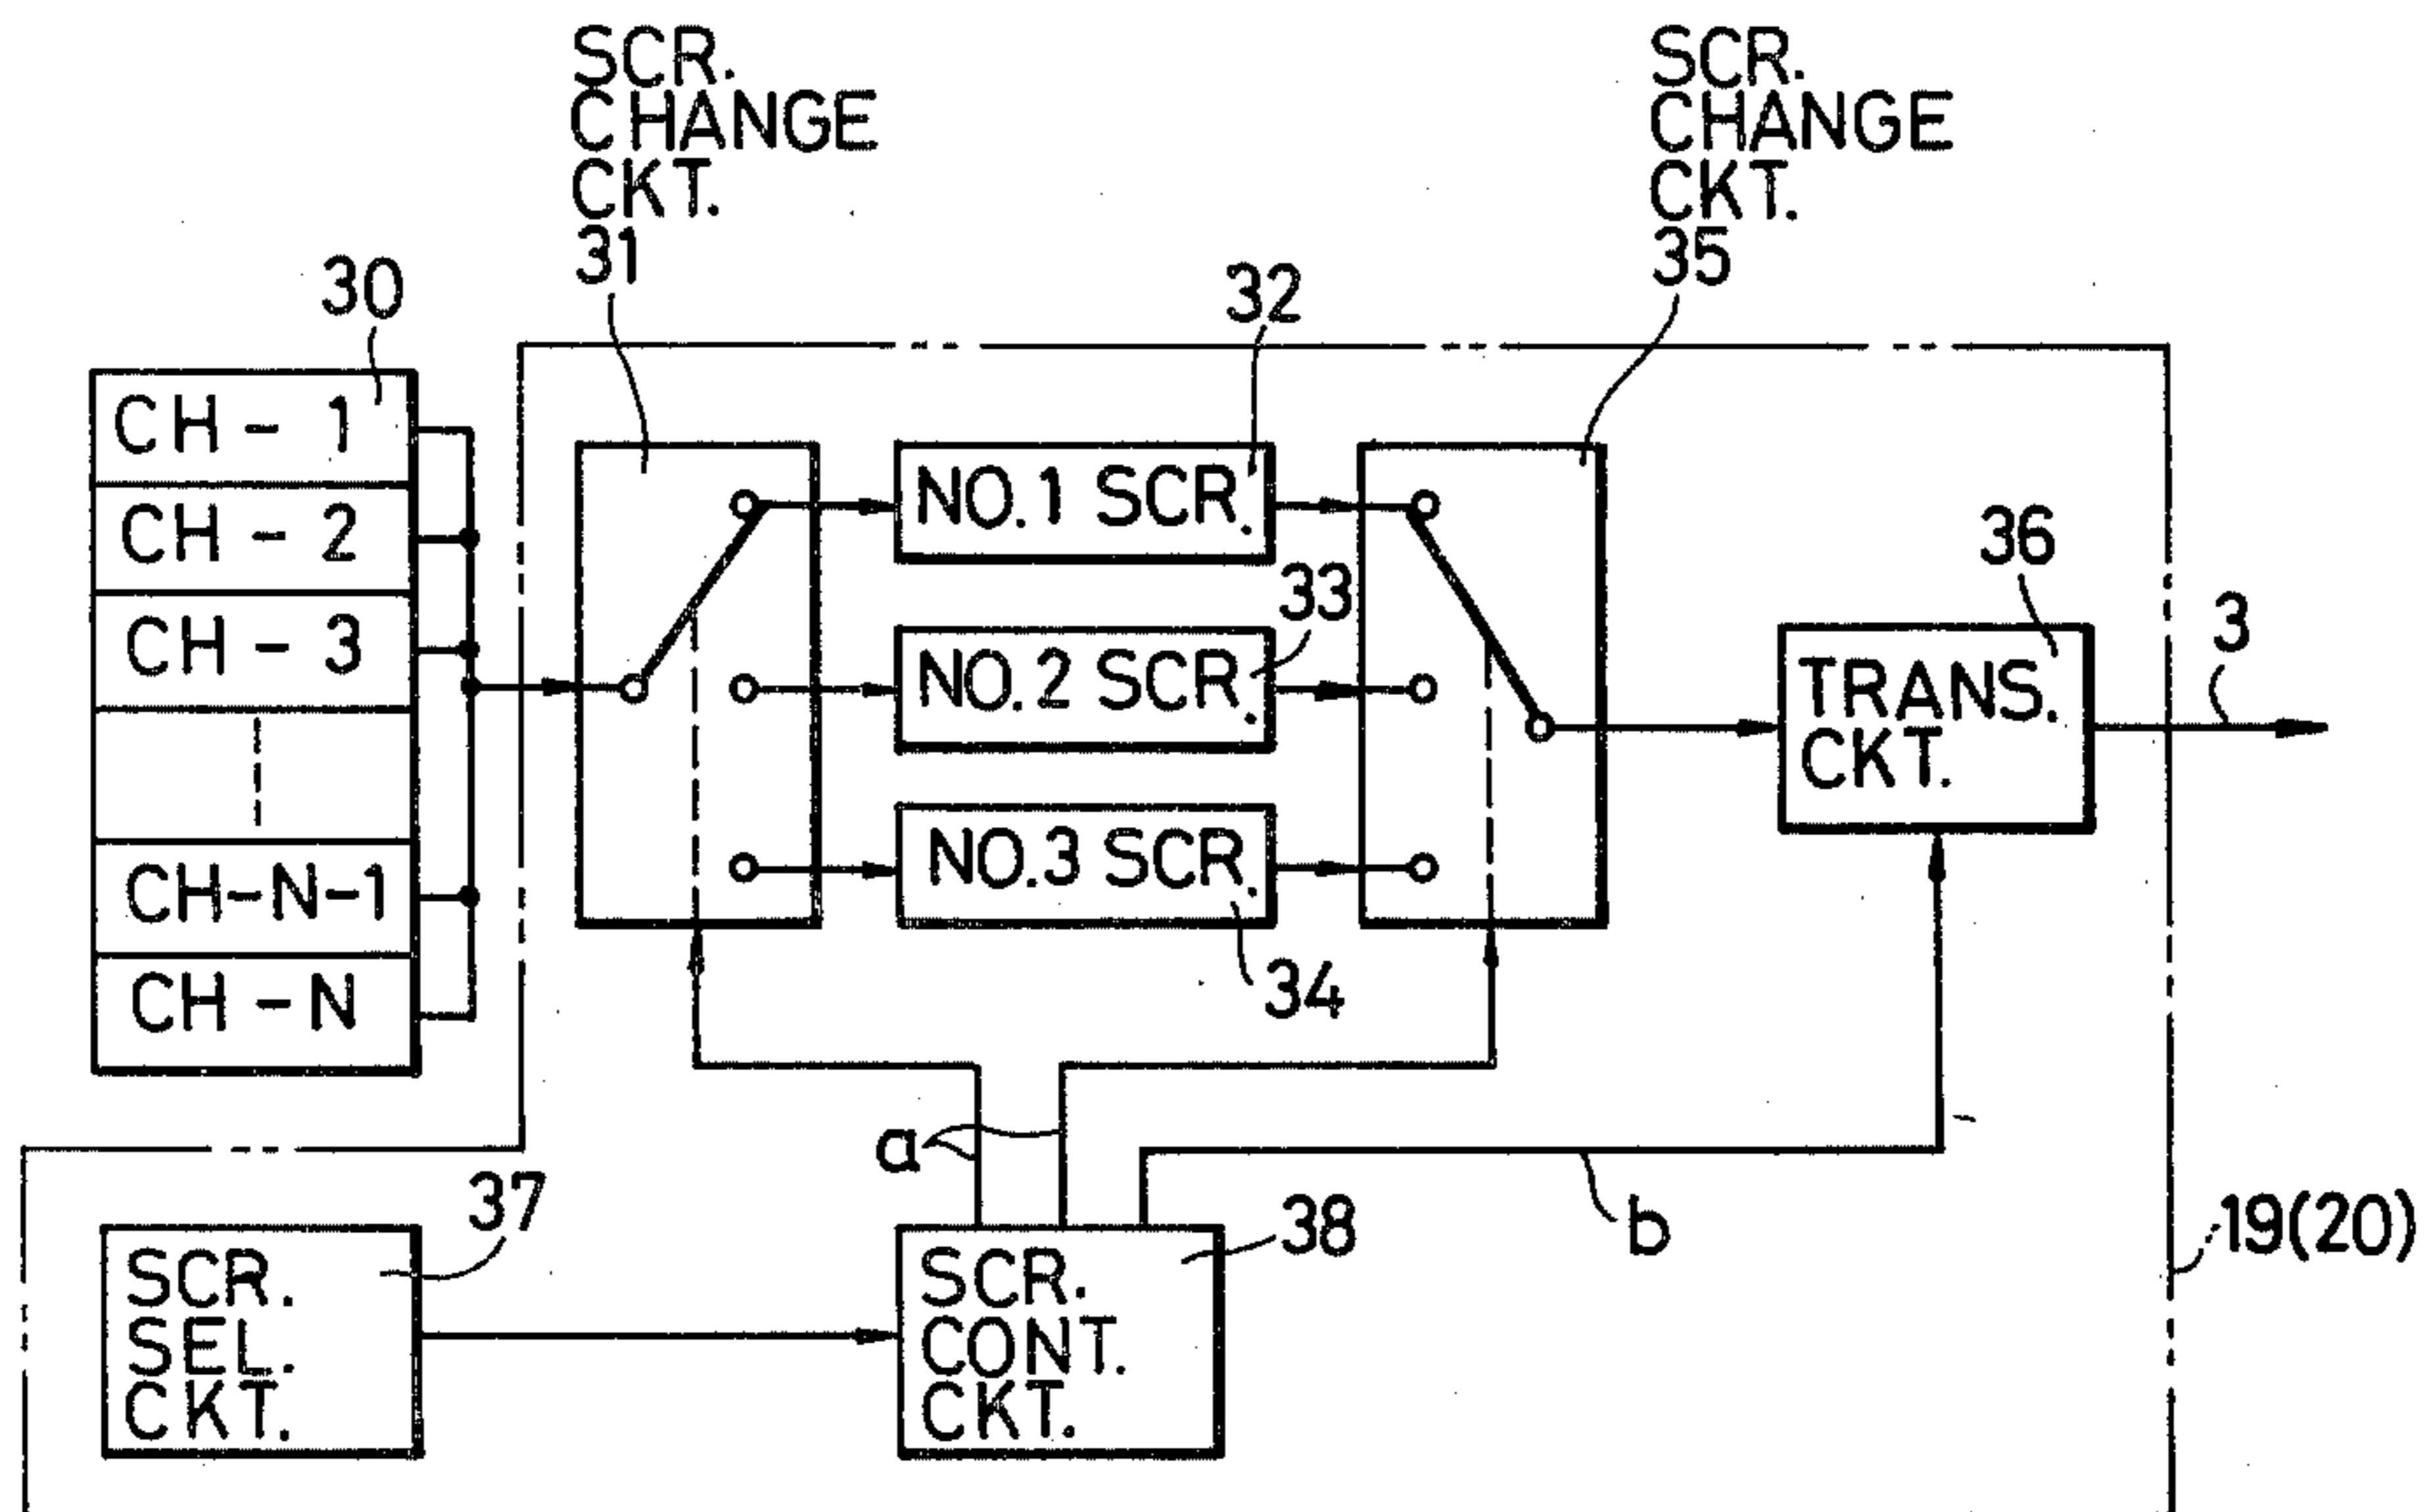 SCR.
CHANGE
CKT.
31
SCR.
CHANGE
CKT.
35
30
32
CH - 1
CH - 2
CH - 3
CH-N-1
CH - N
NO. 1 SCR.
33
NO. 2 SCR.
NO. 3 SCR.
34
36
TRANS.
CKT.
3
a
b
19(20)
37
SCR.
SEL.
CKT.
38
SCR.
CONT.
CKT.